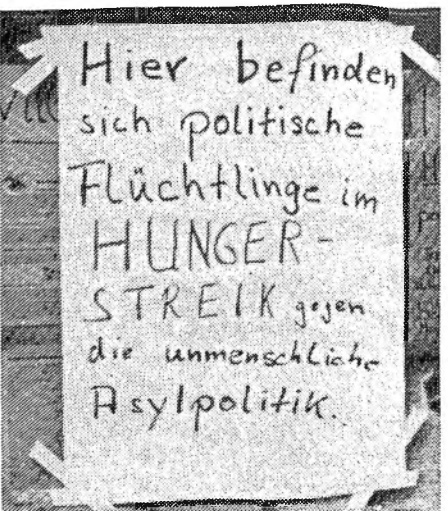 Hier befinden
sich politische
Flüchtlinge im
HUNGER-
STREIK gegen
die unmenschliche
Asylpolitik.